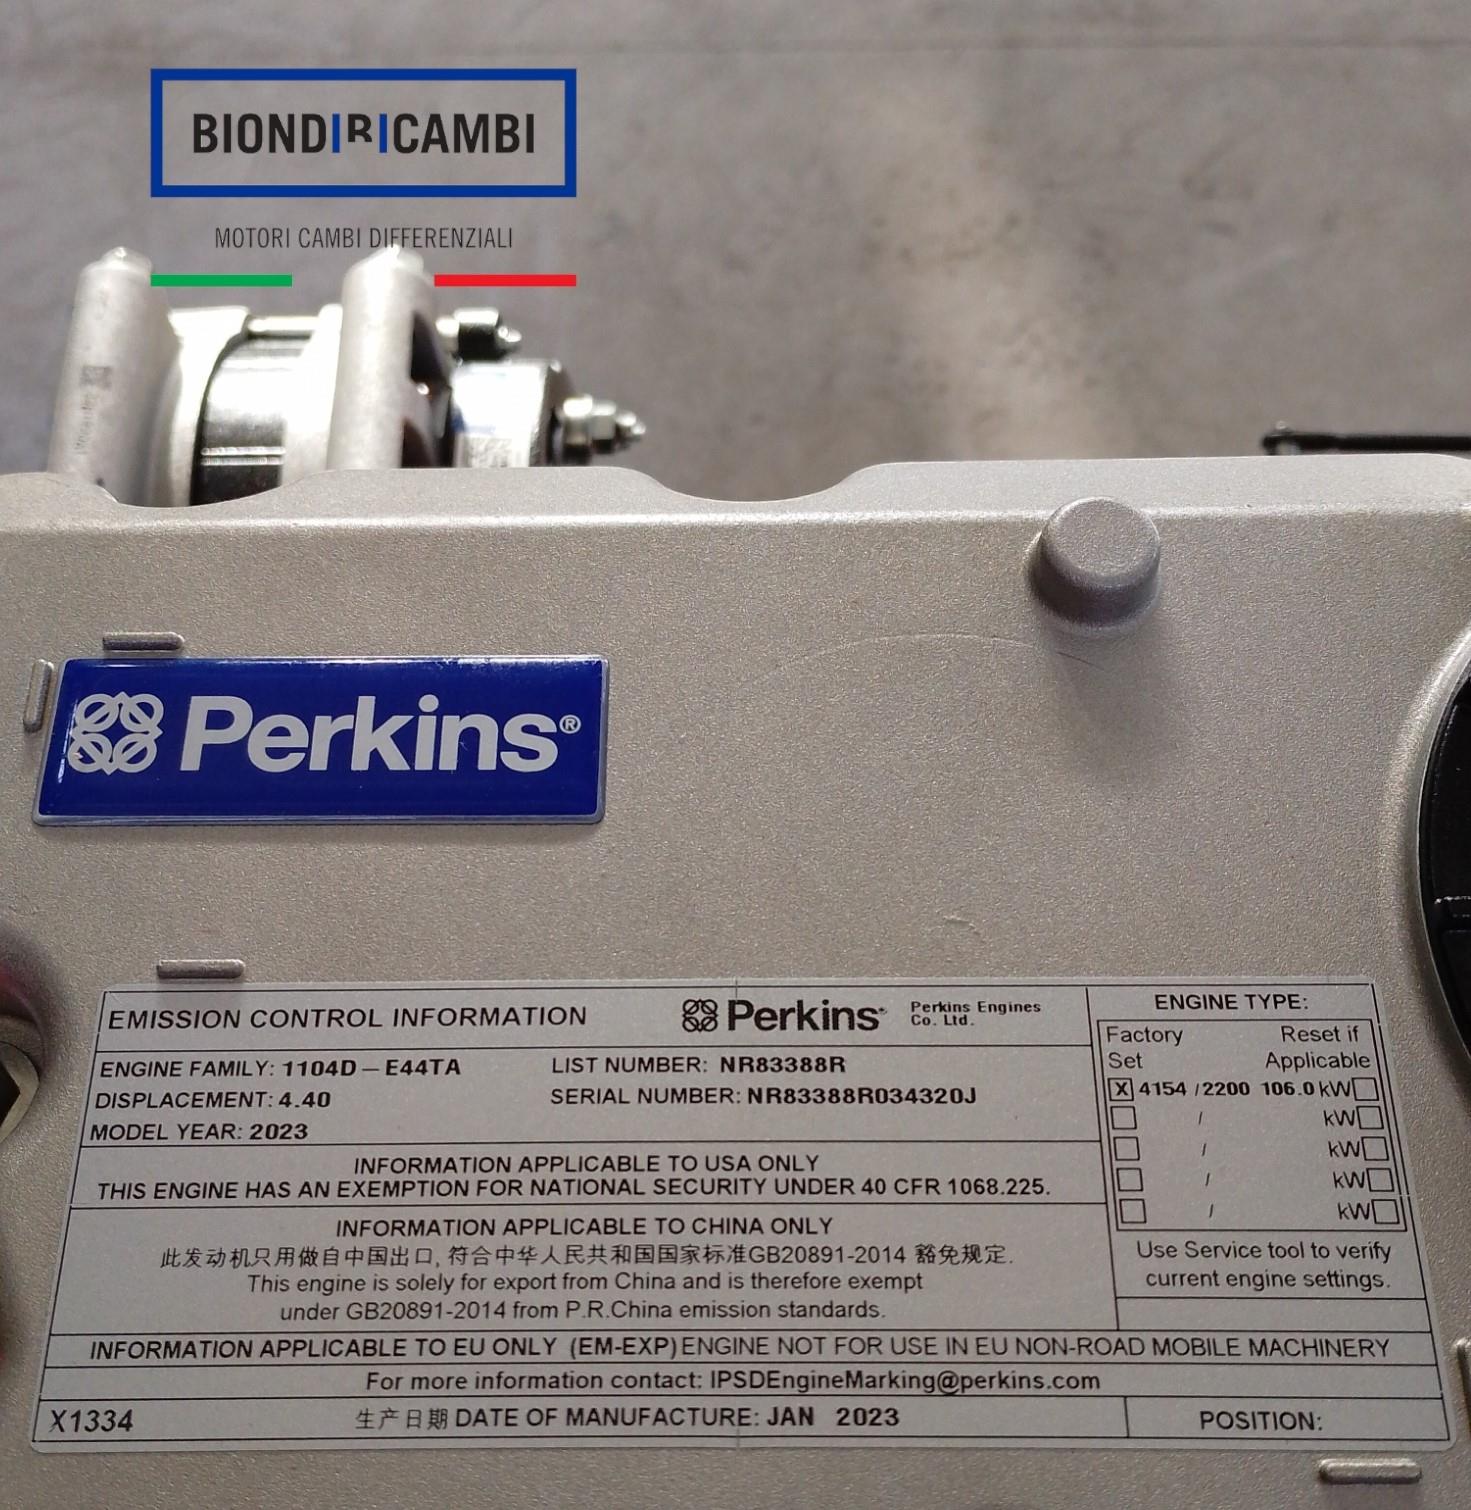 BIONDIRICAMBI
MOTORI CAMBI DIFFERENZIALI
Perkins®
EMISSION CONTROL INFORMATION
Perkins®
Perkins Engines
Co. Ltd.
ENGINE FAMILY: 1104D – E44TA
LIST NUMBER: NR83388R
DISPLACEMENT: 4.40
SERIAL NUMBER: NR83388R034320J
MODEL YEAR: 2023
INFORMATION APPLICABLE TO USA ONLY
THIS ENGINE HAS AN EXEMPTION FOR NATIONAL SECURITY UNDER 40 CFR 1068.225.
INFORMATION APPLICABLE TO CHINA ONLY
此发动机只用做自中国出口, 符合中华人民共和国国家标准GB20891-2014 豁免规定.
This engine is solely for export from China and is therefore exempt
under GB20891-2014 from P.R.China emission standards.
ENGINE TYPE:
Factory Reset if
Set Applicable
X 4154 /2200 106.0 kW
/ kW
/ kW
/ kW
/ kW
Use Service tool to verify
current engine settings.
INFORMATION APPLICABLE TO EU ONLY (EM-EXP) ENGINE NOT FOR USE IN EU NON-ROAD MOBILE MACHINERY
For more information contact: IPSDEngineMarking@perkins.com
X1334
生产日期 DATE OF MANUFACTURE: JAN 2023
POSITION: